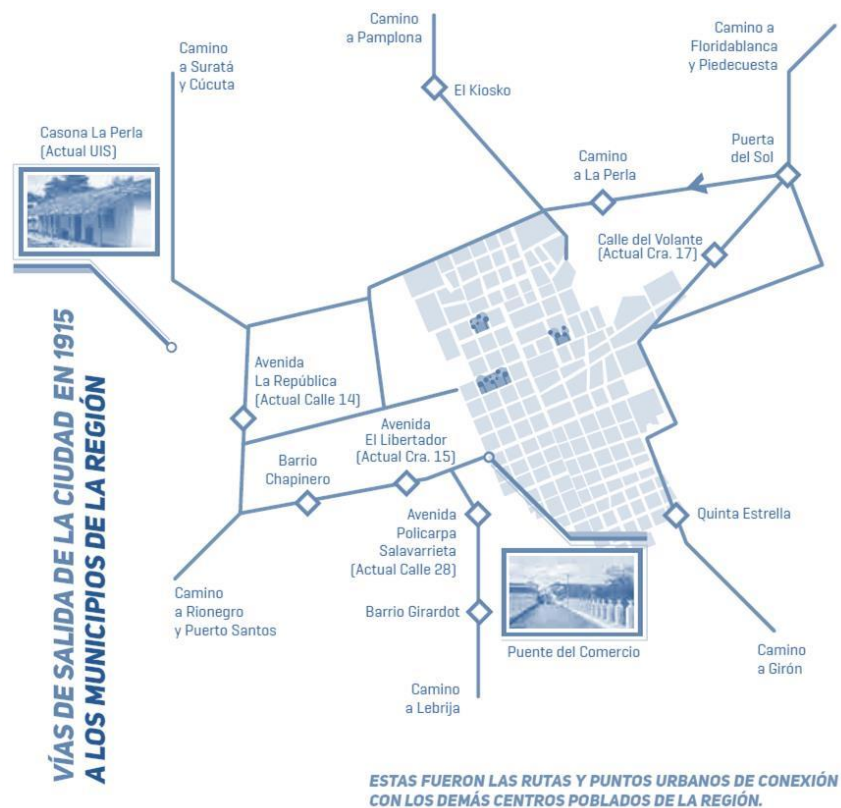 Camino
a Pamplona
Camino a
Floridablanca
y Piedecuesta
Camino
a Suratá
y Cúcuta
El Kiosko
Casona La Perla
(Actual UIS)
Puerta
del Sol
Camino
a La Perla
Calle del Volante
(Actual Cra. 17)
VÍAS DE SALIDA DE LA CIUDAD EN 1915
A LOS MUNICIPIOS DE LA REGIÓN
Avenida
La República
(Actual Calle 14)
Avenida
El Libertador
(Actual Cra. 15)
Barrio
Chapinero
Avenida
Policarpa
Salavarrieta
(Actual Calle 28)
Quinta Estrella
Camino
a Rionegro
y Puerto Santos
Barrio Girardot
Puente del Comercio
Camino
a Girón
Camino
a Lebrija
ESTAS FUERON LAS RUTAS Y PUNTOS URBANOS DE CONEXIÓN
CON LOS DEMÁS CENTROS POBLADOS DE LA REGIÓN.